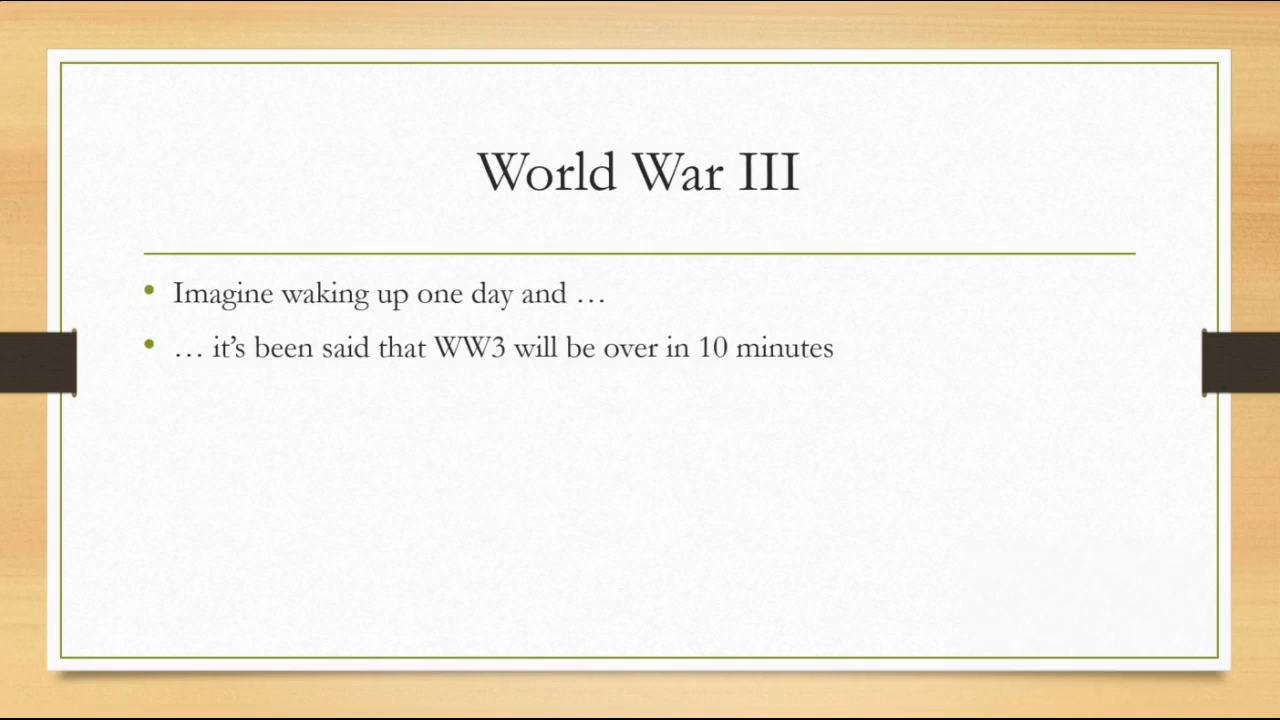 World War III
• Imagine waking up one day and …
• … it’s been said that WW3 will be over in 10 minutes